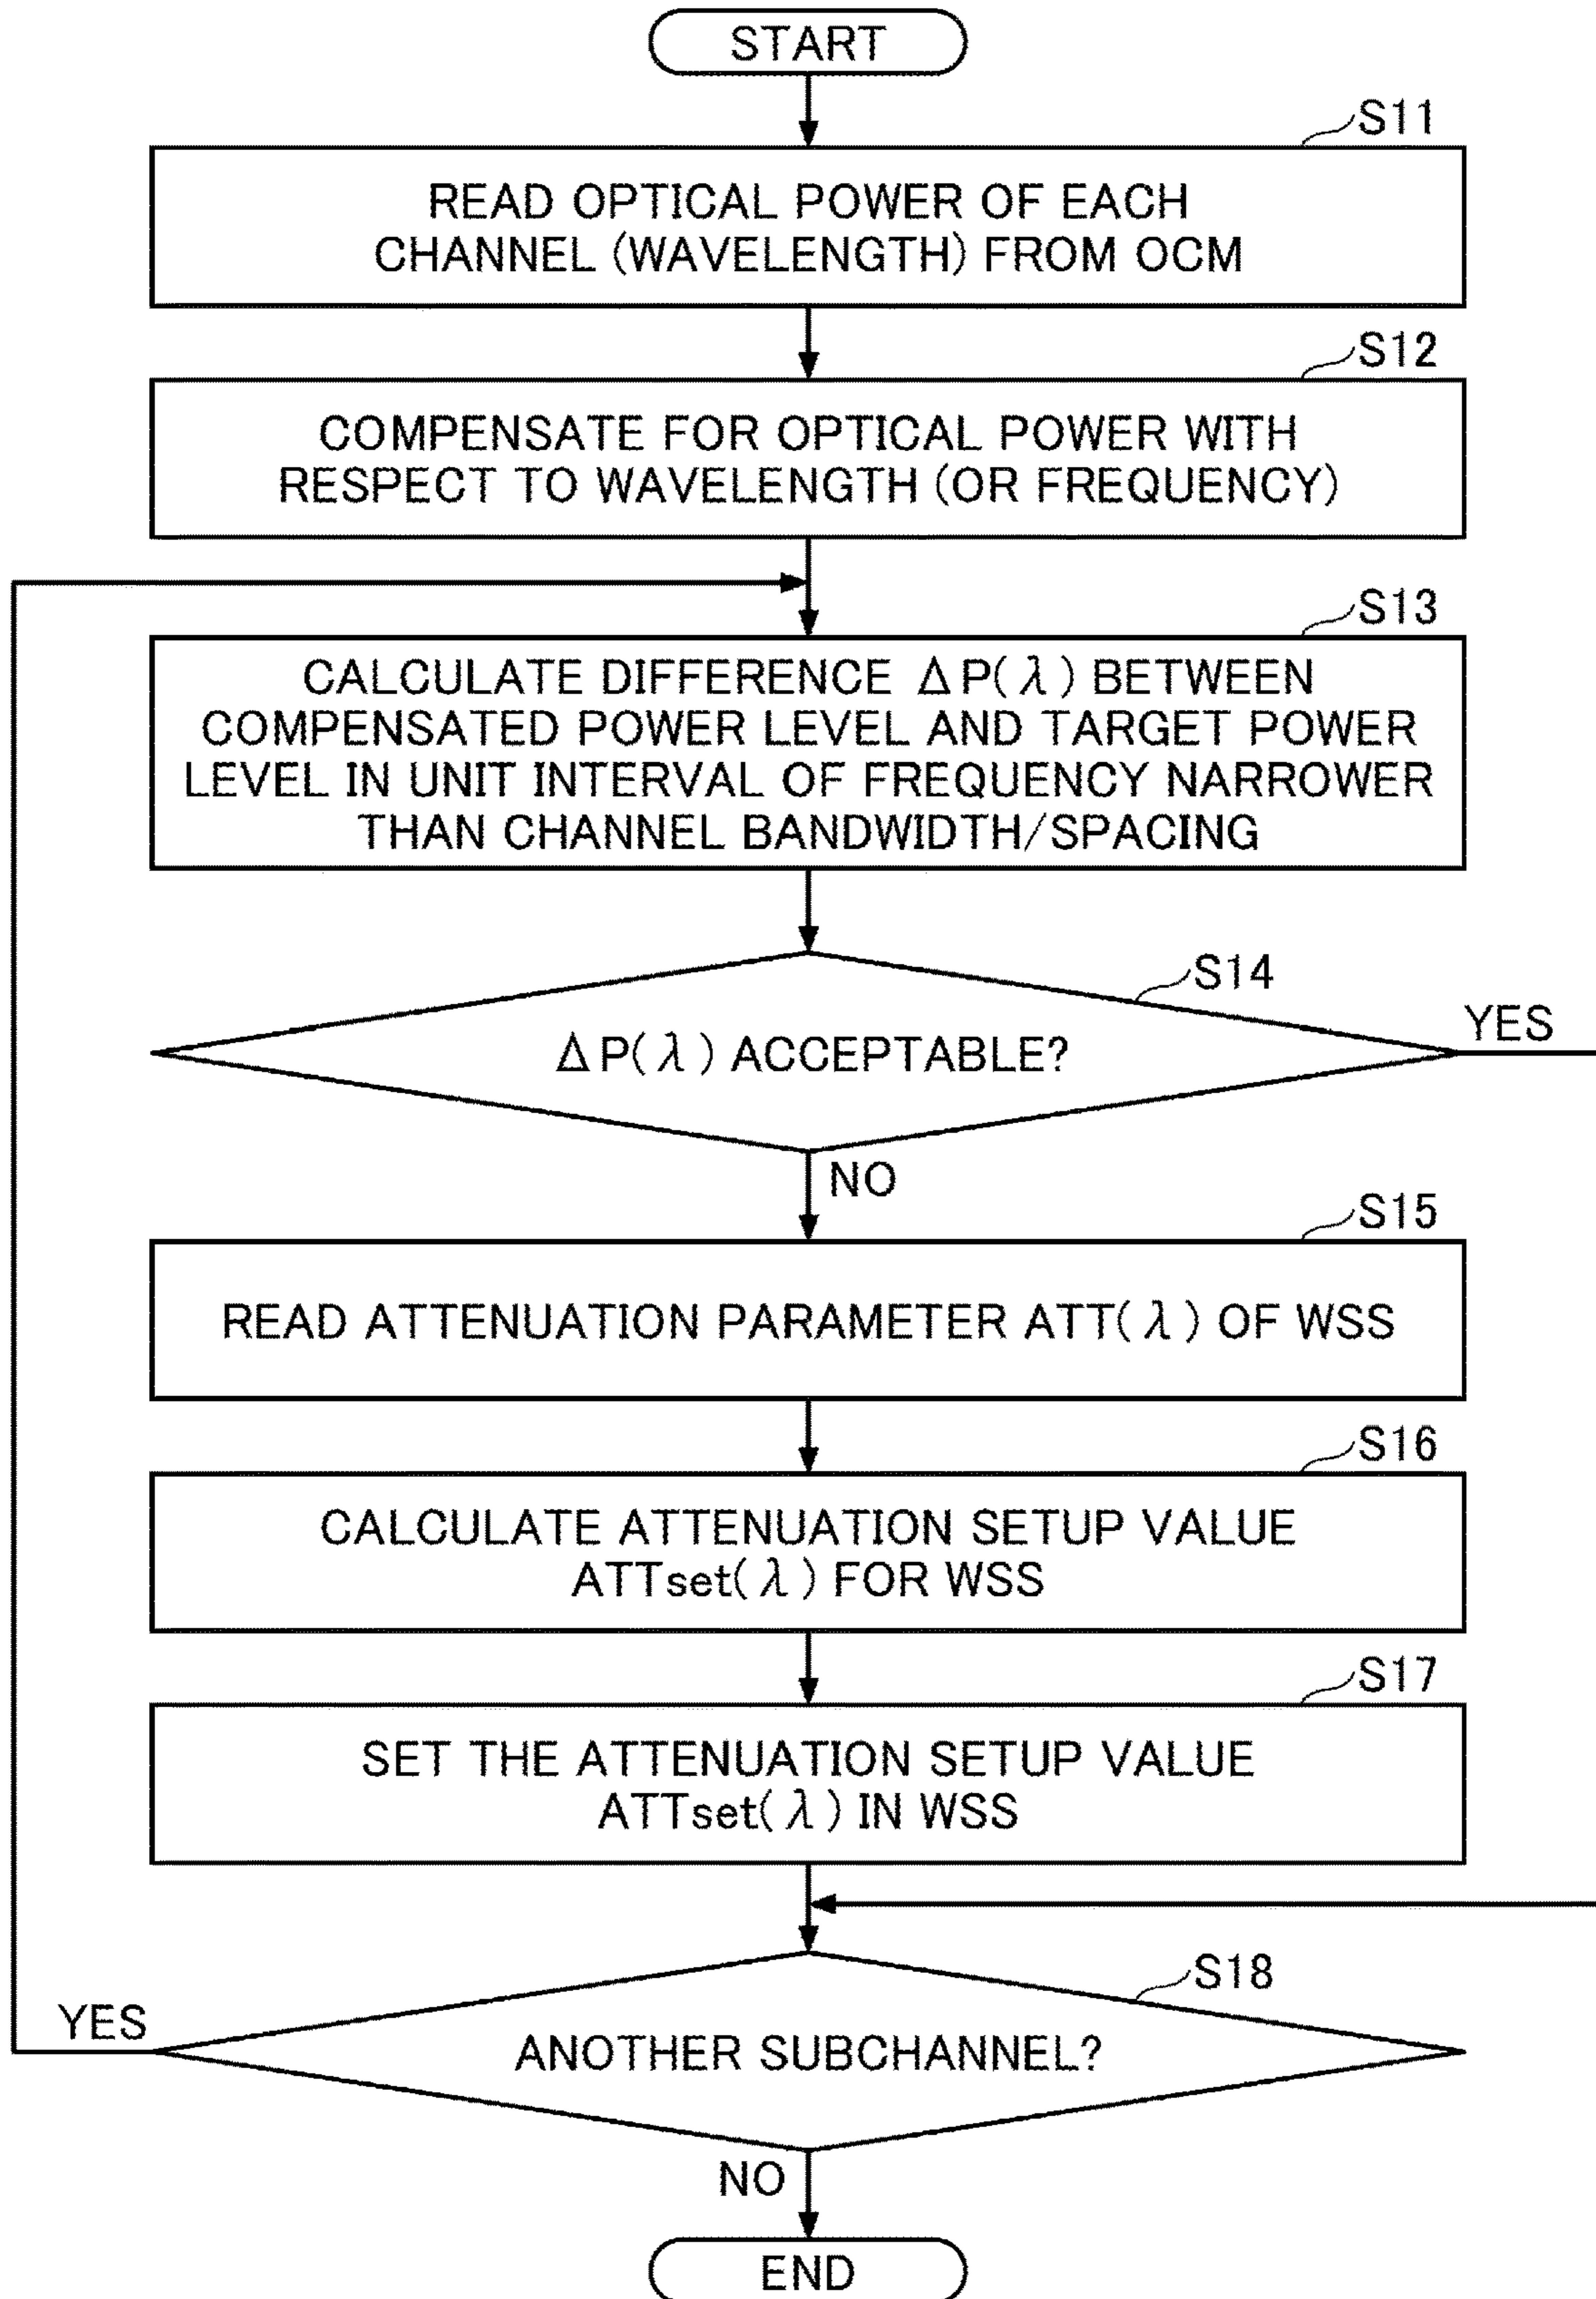 START
S11
READ OPTICAL POWER OF EACH
CHANNEL (WAVELENGTH) FROM OCM
S12
COMPENSATE FOR OPTICAL POWER WITH
RESPECT TO WAVELENGTH (OR FREQUENCY)
S13
CALCULATE DIFFERENCE ΔP(λ) BETWEEN
COMPENSATED POWER LEVEL AND TARGET POWER
LEVEL IN UNIT INTERVAL OF FREQUENCY NARROWER
THAN CHANNEL BANDWIDTH/SPACING
S14
YES
ΔP(λ) ACCEPTABLE?
NO
S15
READ ATTENUATION PARAMETER ATT(λ) OF WSS
S16
CALCULATE ATTENUATION SETUP VALUE
ATTset(λ) FOR WSS
S17
SET THE ATTENUATION SETUP VALUE
ATTset(λ) IN WSS
S18
YES
ANOTHER SUBCHANNEL?
NO
END